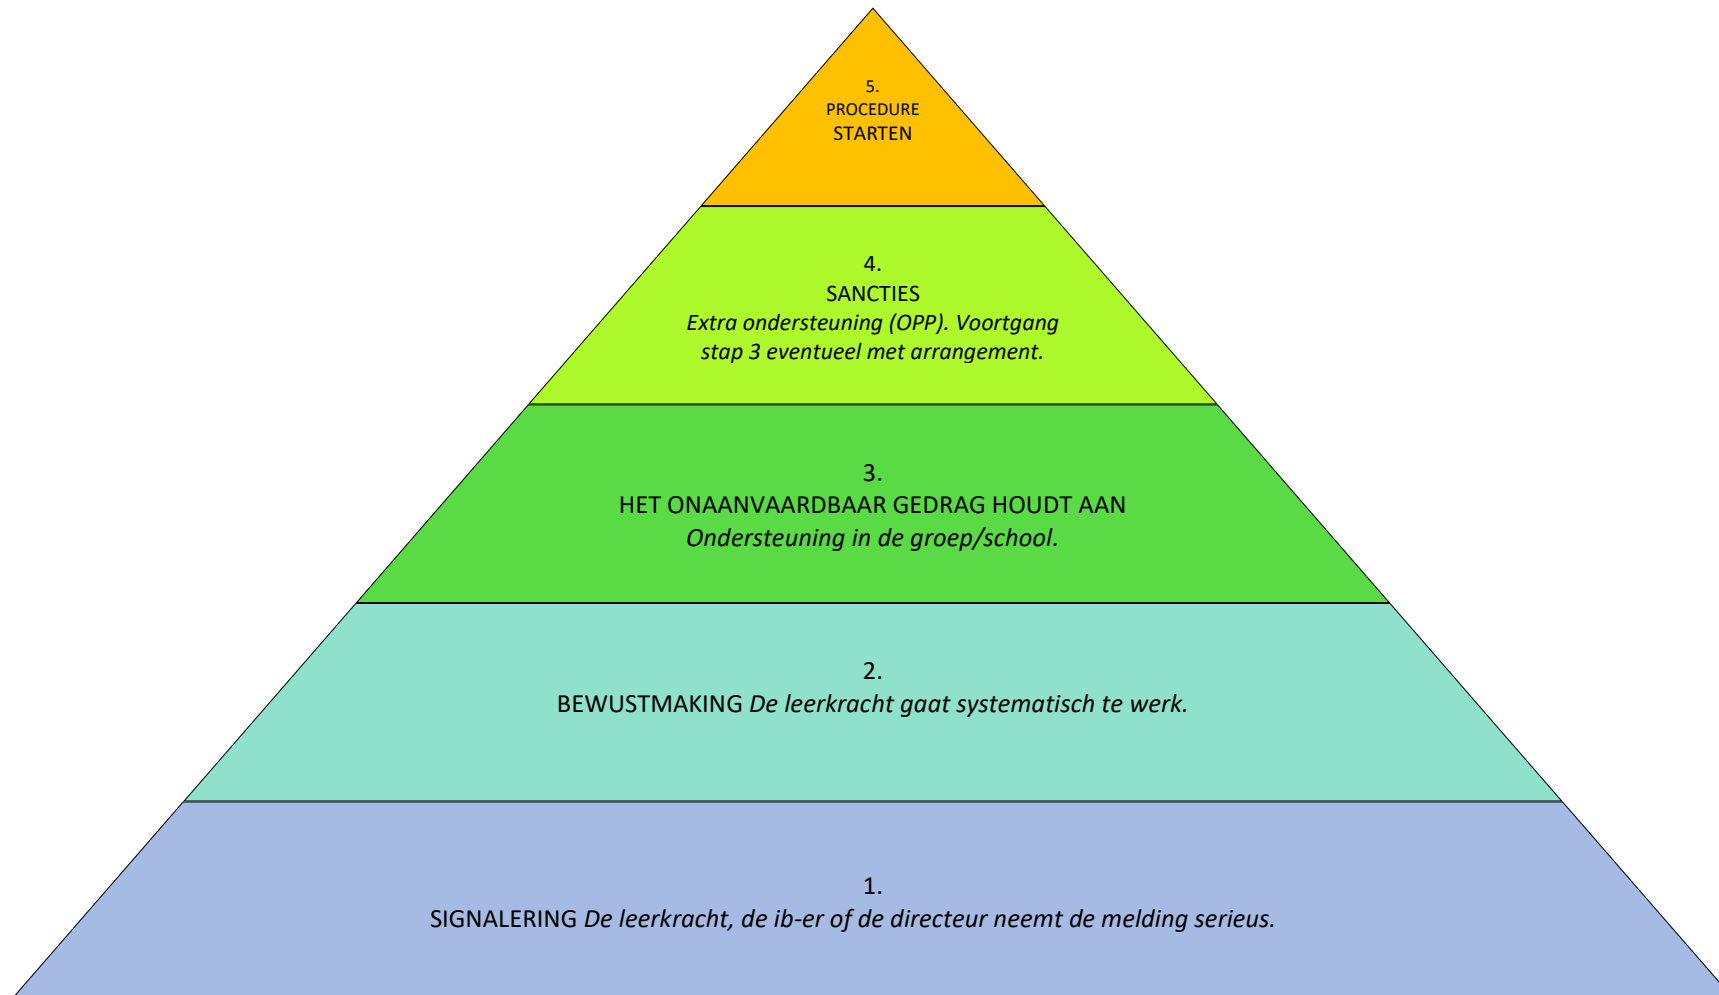 5.
PROCEDURE
STARTEN
4.
SANCTIES
Extra ondersteuning (OPP). Voortgang
stap 3 eventueel met arrangement.
3.
HET ONAANVAARDBAAR GEDRAG HOUDT AAN
Ondersteuning in de groep/school.
2.
BEWUSTMAKING De leerkracht gaat systematisch te werk.
1.
SIGNALERING De leerkracht, de ib-er of de directeur neemt de melding serieus.